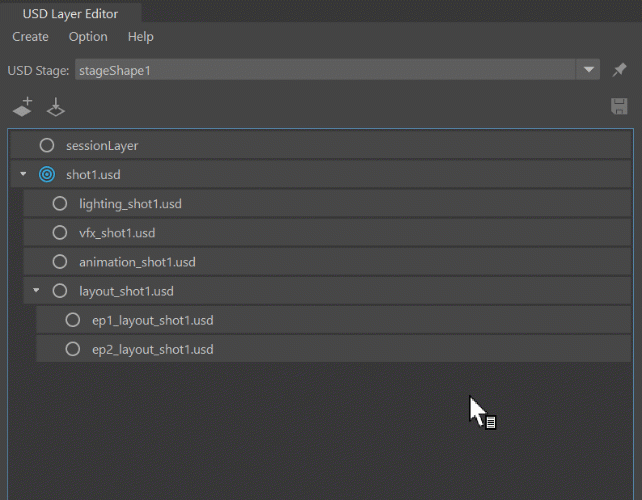 USD Layer Editor
Create Option Help
USD Stage: stageShape1
sessionLayer
shot1.usd
lighting_shot1.usd
vfx_shot1.usd
animation_shot1.usd
layout_shot1.usd
ep1_layout_shot1.usd
ep2_layout_shot1.usd